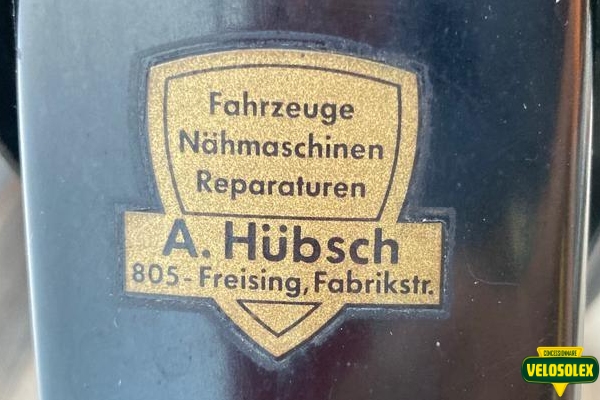 Fahrzeuge
Nähmaschinen
Reparaturen
A. Hübsch
805-Freising, Fabrikstr.
CONCESSIONNAIRE
VELOSOLEX